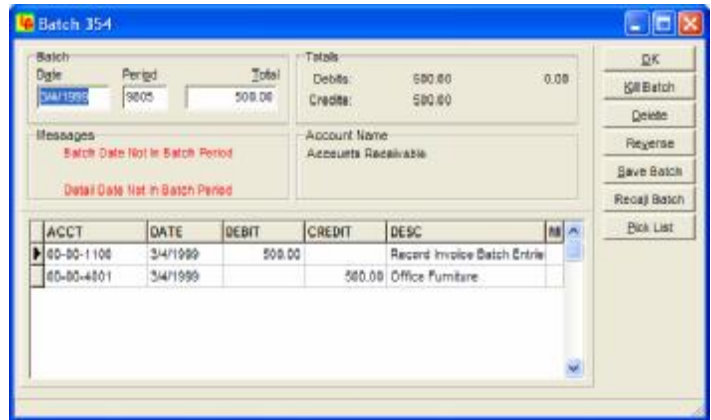 Batch 354
Batch
Date Period Total
3/4/1999 9805 500.00
Totals
Debits: 500.00 0.00
Credits: 500.00
Messages
Batch Date Not In Batch Period
Detail Date Not In Batch Period
Account Name
Accounts Receivable
OK
Kill Batch
Delete
Reverse
Save Batch
Recall Batch
Pick List
ACCT DATE DEBIT CREDIT DESC
00-00-1100 3/4/1999 500.00 Record Invoice Batch Entrie
00-00-4001 3/4/1999 500.00 Office Furniture